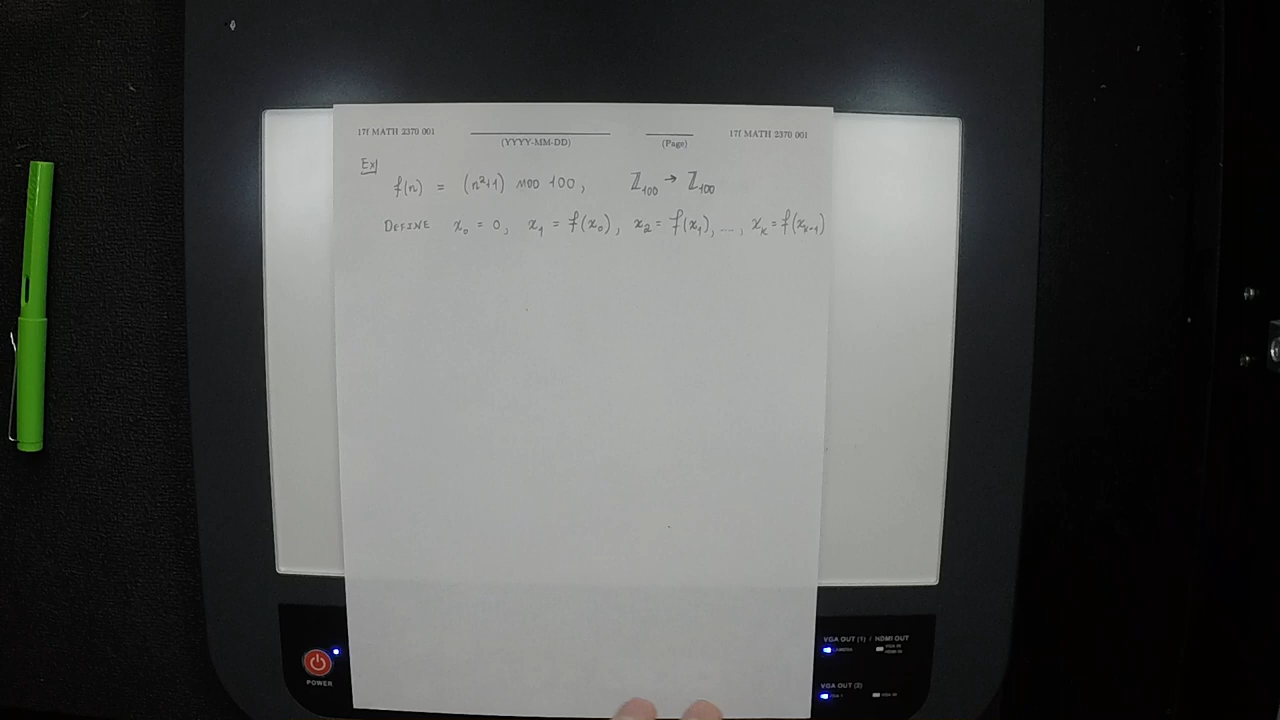 17f MATH 2370 001 (YYYY-MM-DD) (Page) 17f MATH 2370 001
Ex)
f(n) = (n²+1) MOD 100, ℤ₁₀₀ → ℤ₁₀₀
DEFINE x₀ = 0, x₁ = f(x₀), x₂ = f(x₁), ..., xₖ = f(xₖ₋₁)
POWER
VGA OUT (1) / HDMI OUT
VGA OUT (2)